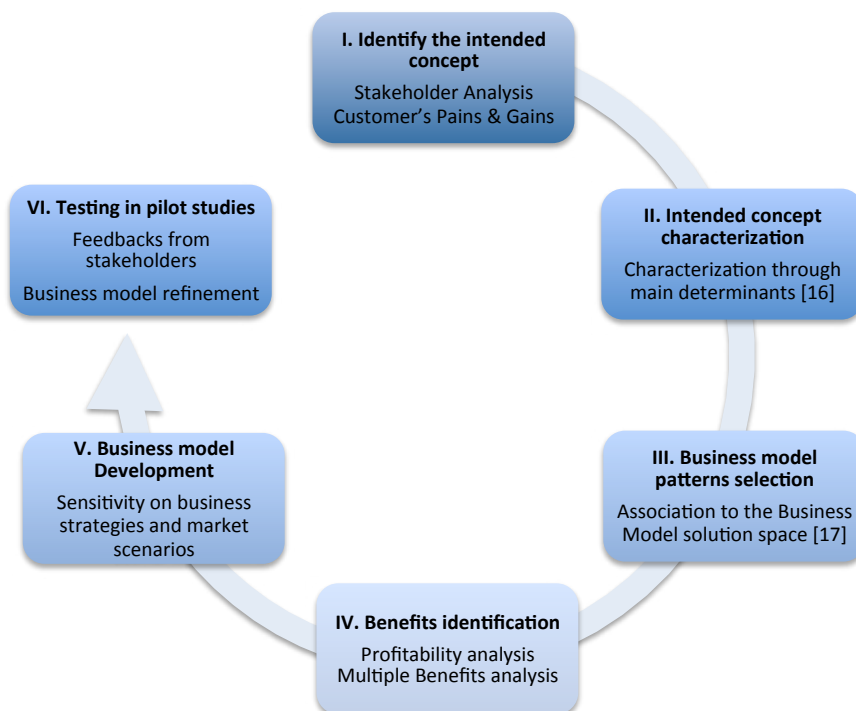 I. Identify the intended
concept
Stakeholder Analysis
Customer’s Pains & Gains
II. Intended concept
characterization
Characterization through
main determinants [16]
III. Business model
patterns selection
Association to the Business
Model solution space [17]
IV. Benefits identification
Profitability analysis
Multiple Benefits analysis
V. Business model
Development
Sensitivity on business
strategies and market
scenarios
VI. Testing in pilot studies
Feedbacks from
stakeholders
Business model refinement